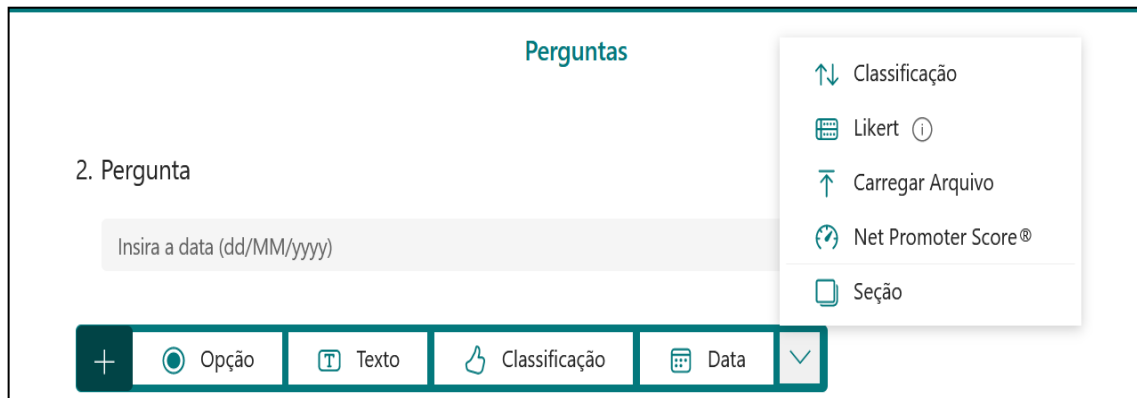 Perguntas
2. Pergunta
Insira a data (dd/MM/yyyy)
Classificação
Likert
Carregar Arquivo
Net Promoter Score®
Seção
Opção
Texto
Classificação
Data